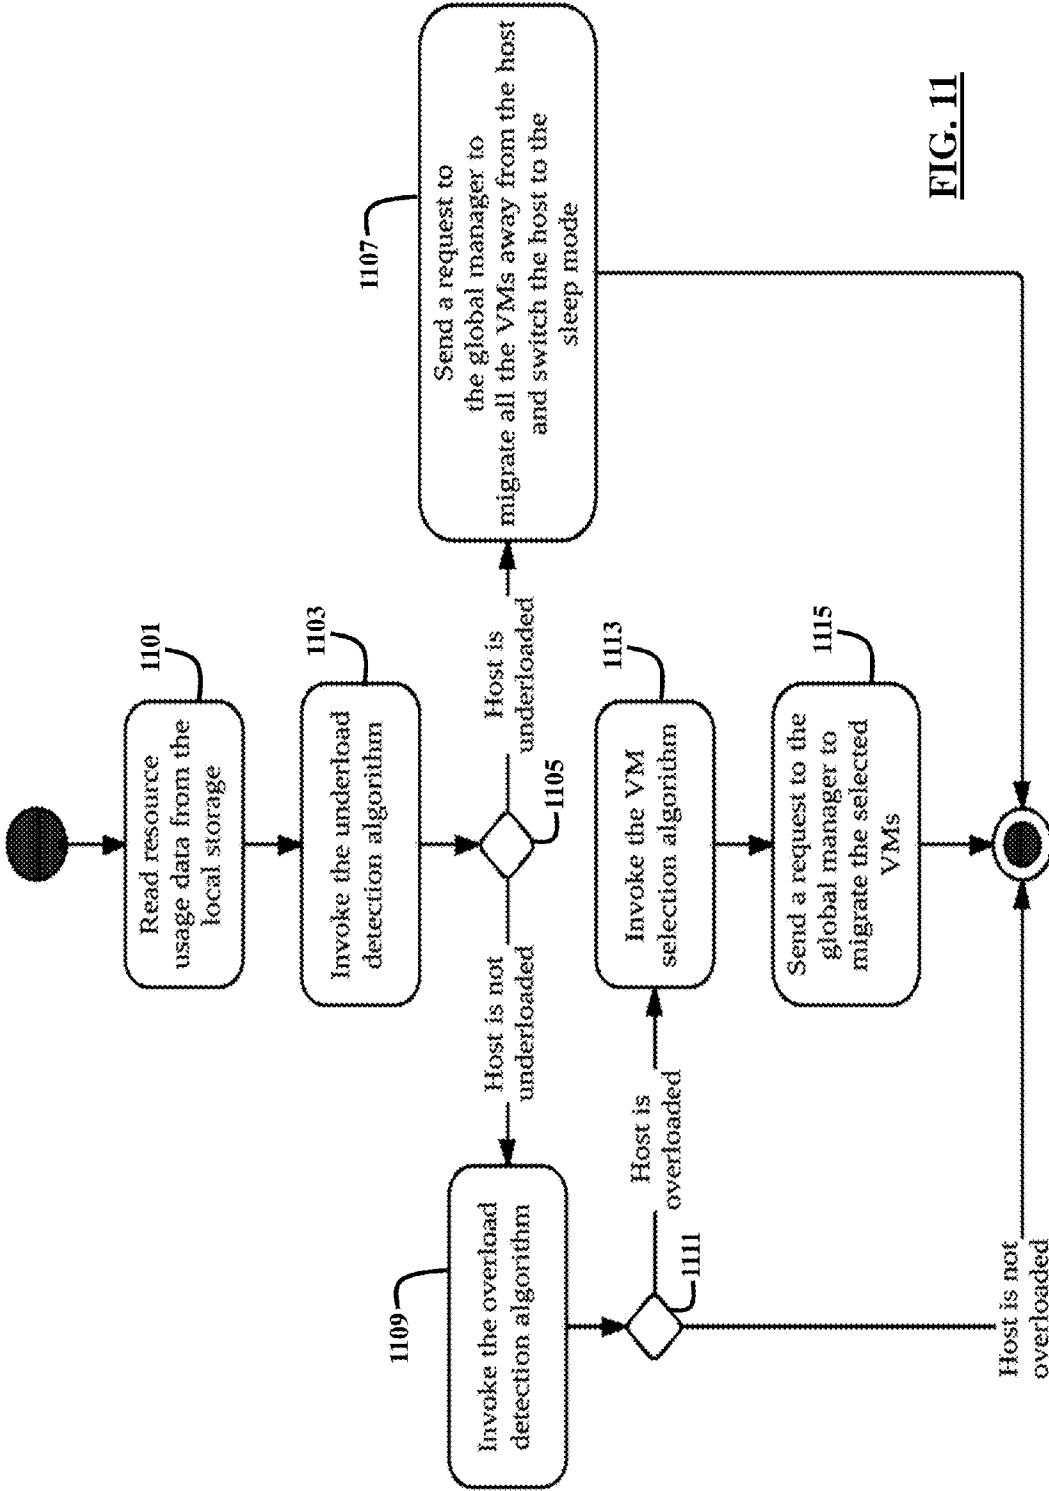 1101
Read resource
usage data from the
local storage
1103
Invoke the underload
detection algorithm
1105
Host is
underloaded
1107
Send a request to
the global manager to
migrate all the VMs away from the host
and switch the host to the
sleep mode
Host is not
underloaded
1109
Invoke the overload
detection algorithm
1111
Host is
overloaded
1113
Invoke the VM
selection algorithm
1115
Send a request to the
global manager to
migrate the selected
VMs
Host is not
overloaded
FIG. 11